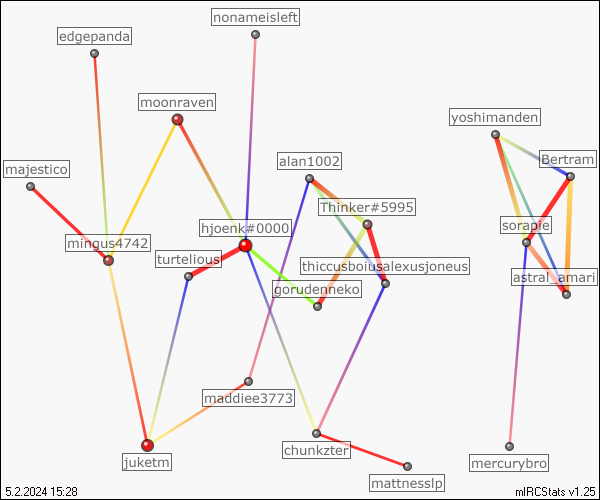 nonameisleft
edgepanda
moonraven
yoshimanden
alan1002
Bertram
majestico
Thinker#5995
hjoenk#0000
sorapie
mingus4742
turtelious
thiccusboiusalexusjoneus
astral_amari
gorudenneko
maddiee3773
chunkzter
juketm
mercurybro
mattnesslp
5.2.2024 15:28
mIRCStats v1.25